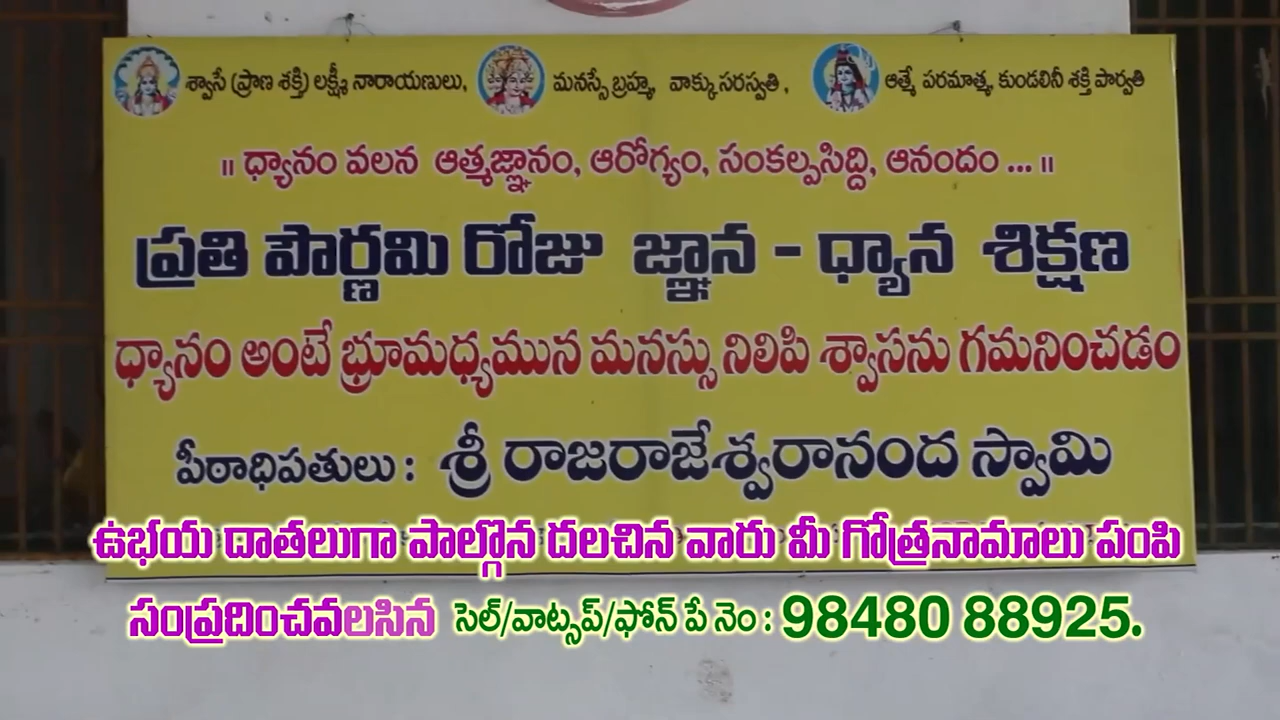 శ్వాసే (ప్రాణ శక్తి) లక్ష్మీ నారాయణులు, మనస్సే బ్రహ్మ, వాక్కు సరస్వతి, ఆత్మే పరమాత్మ, కుండలినీ శక్తి పార్వతి
॥ ధ్యానం వలన ఆత్మజ్ఞానం, ఆరోగ్యం, సంకల్పసిద్ది, ఆనందం ... ॥
ప్రతి పౌర్ణమి రోజు జ్ఞాన - ధ్యాన శిక్షణ
ధ్యానం అంటే భ్రూమధ్యమున మనస్సు నిలిపి శ్వాసను గమనించడం
పీఠాధిపతులు : శ్రీ రాజరాజేశ్వరానంద స్వామి
ఉభయ దాతలుగా పాల్గొన దలచిన వారు మీ గోత్రనామాలు పంపి
సంప్రదించవలసిన సెల్/వాట్సప్/ఫోన్ పే నెం : 98480 88925.